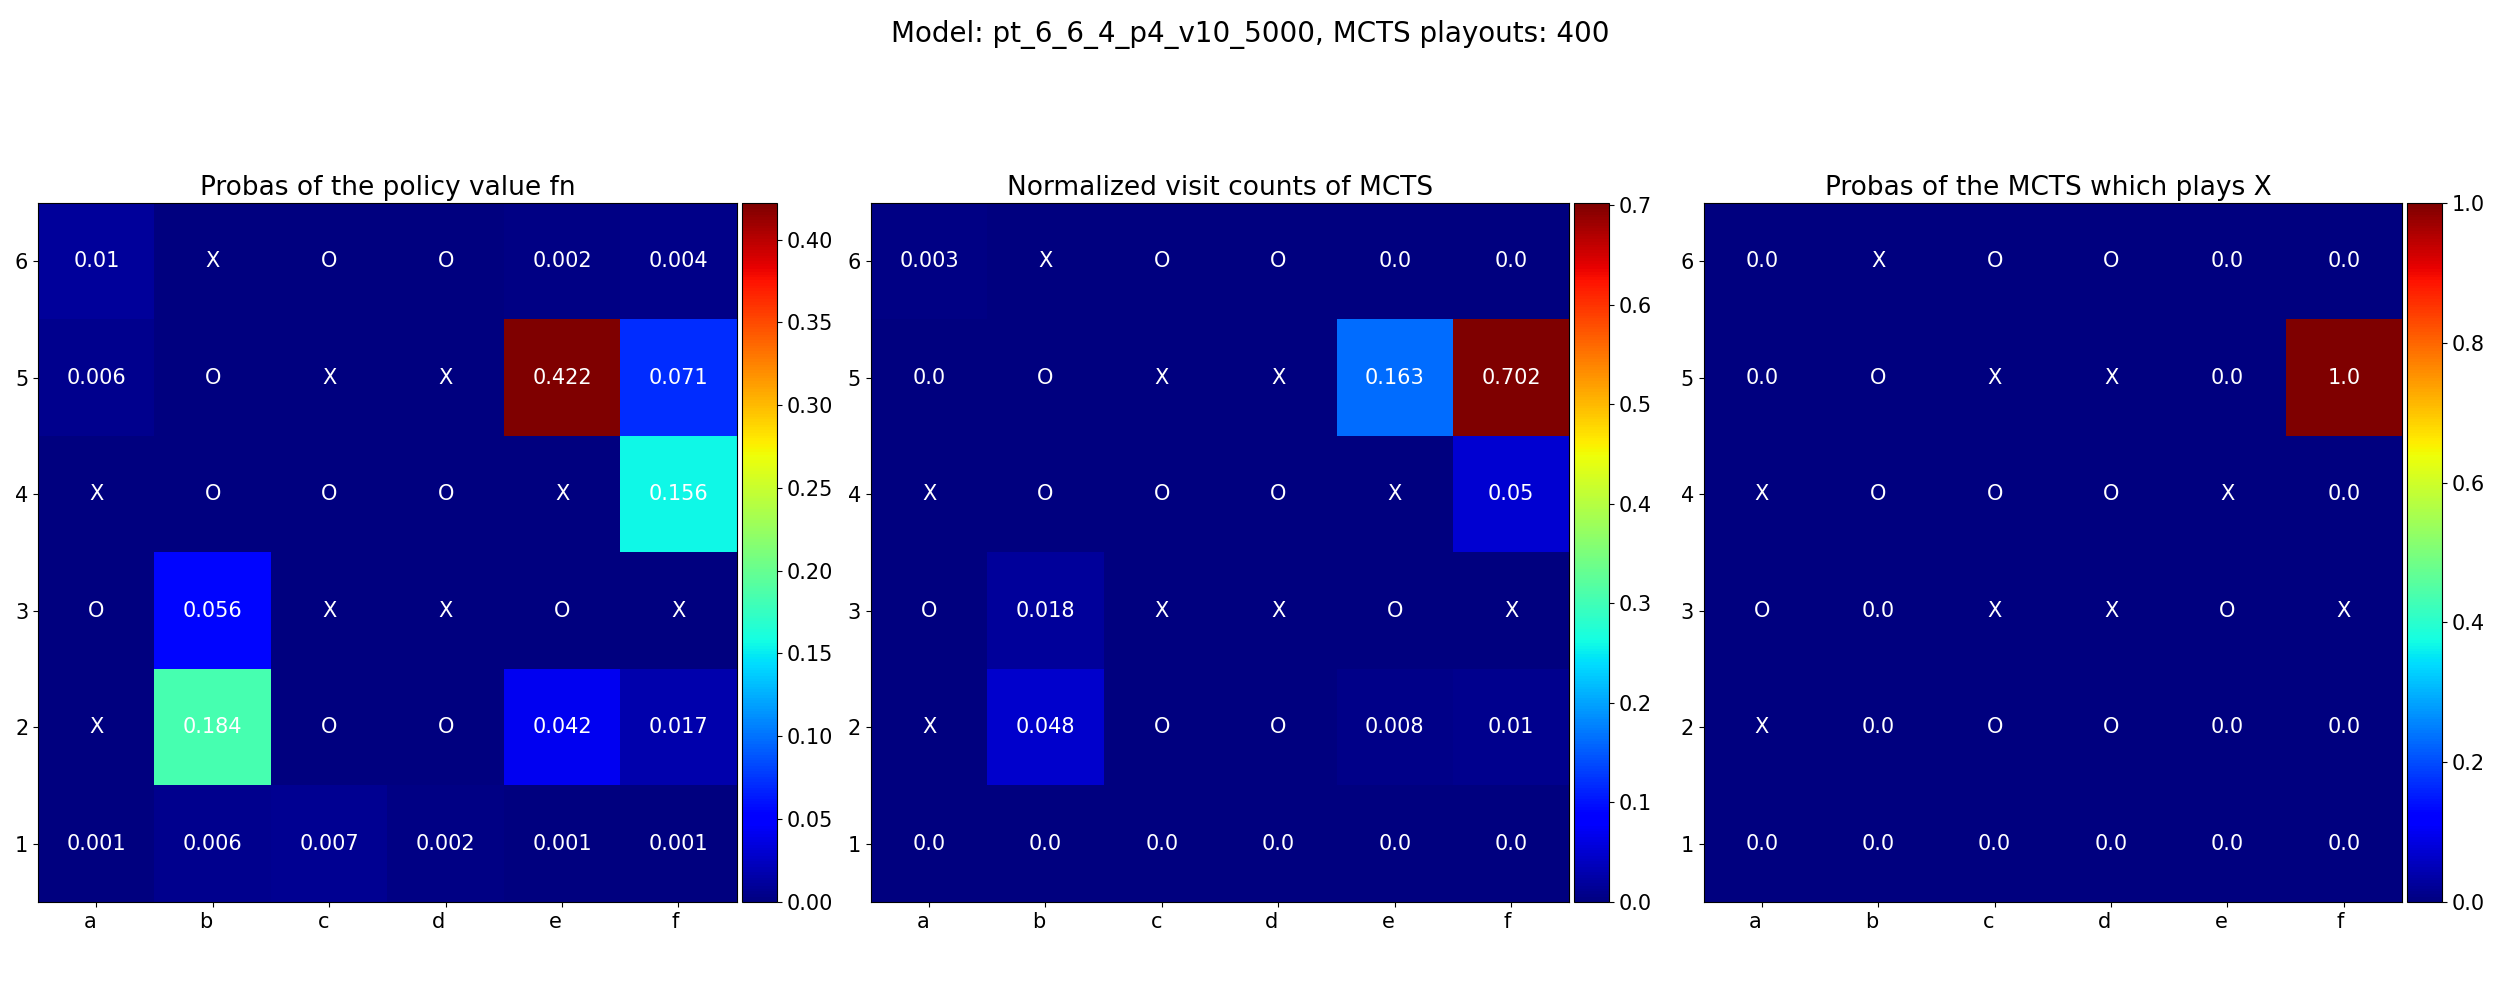 Model: pt_6_6_4_p4_v10_5000, MCTS playouts: 400
Probas of the policy value fn
6 0.01 X O O 0.002 0.004
5 0.006 O X X 0.422 0.071
4 X O O O X 0.156
3 O 0.056 X X O X
2 X 0.184 O O 0.042 0.017
1 0.001 0.006 0.007 0.002 0.001 0.001
a b c d e f
0.40
0.35
0.30
0.25
0.20
0.15
0.10
0.05
0.00
Normalized visit counts of MCTS
6 0.003 X O O 0.0 0.0
5 0.0 O X X 0.163 0.702
4 X O O O X 0.05
3 O 0.018 X X O X
2 X 0.048 O O 0.008 0.01
1 0.0 0.0 0.0 0.0 0.0 0.0
a b c d e f
0.7
0.6
0.5
0.4
0.3
0.2
0.1
0.0
Probas of the MCTS which plays X
6 0.0 X O O 0.0 0.0
5 0.0 O X X 0.0 1.0
4 X O O O X 0.0
3 O 0.0 X X O X
2 X 0.0 O O 0.0 0.0
1 0.0 0.0 0.0 0.0 0.0 0.0
a b c d e f
1.0
0.8
0.6
0.4
0.2
0.0